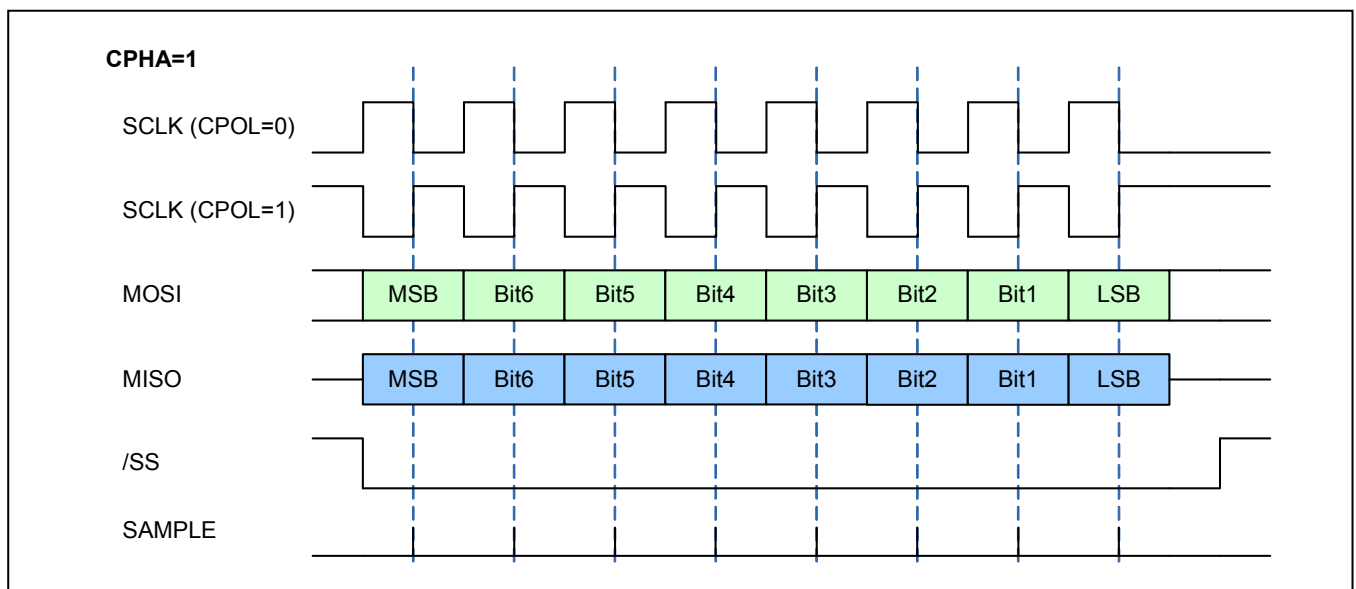 CPHA=1
SCLK (CPOL=0)
SCLK (CPOL=1)
MOSI MSB Bit6 Bit5 Bit4 Bit3 Bit2 Bit1 LSB
MISO MSB Bit6 Bit5 Bit4 Bit3 Bit2 Bit1 LSB
/SS
SAMPLE